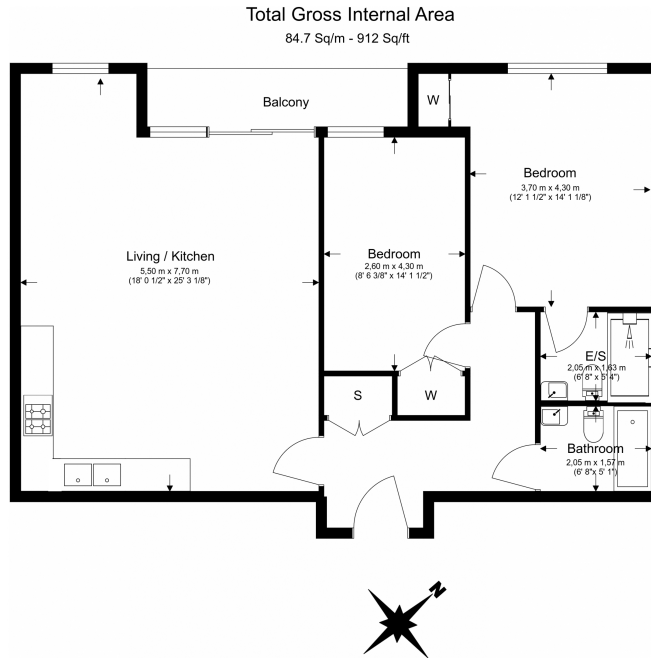 Total Gross Internal Area
84.7 Sq/m - 912 Sq/ft
Balcony
W
Bedroom
3,70 m x 4,30 m
(12' 1 1/2" x 14' 1 1/8")
Living / Kitchen
5,50 m x 7,70 m
(18' 0 1/2" x 25' 3 1/8")
Bedroom
2,60 m x 4,30 m
(8' 6 3/8" x 14' 1 1/2")
E/S
2,05 m x 1,63 m
(6' 8" x 5' 4")
S
W
Bathroom
2,05 m x 1,57 m
(6' 8"x 5' 1")
N